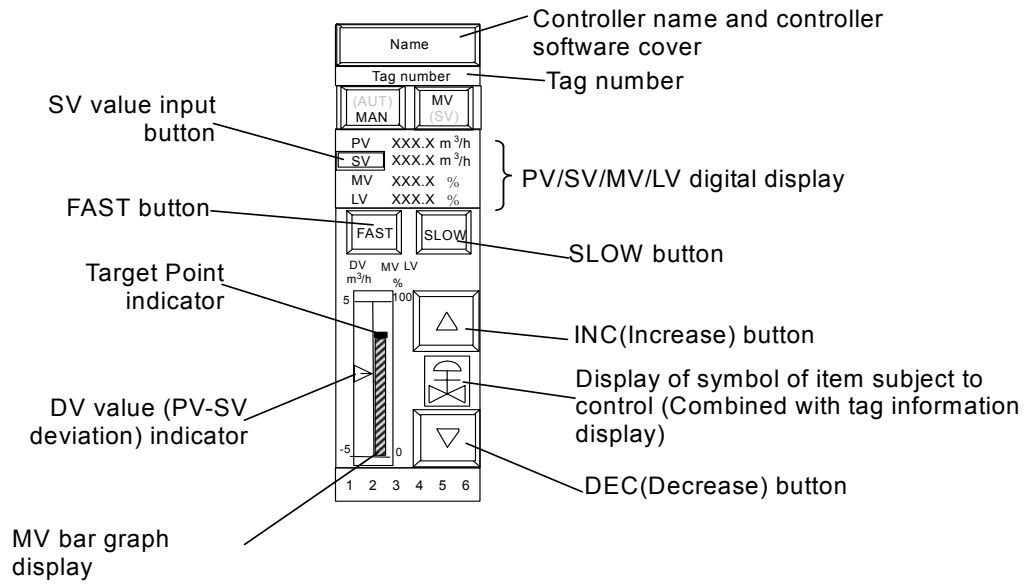 Controller name and controller
software cover
Name
Tag number
Tag number
SV value input
button
(AUT)
MAN
MV
(SV)
PV XXX.X m³/h
SV XXX.X m³/h
MV XXX.X %
LV XXX.X %
PV/SV/MV/LV digital display
FAST button
FAST
SLOW
SLOW button
Target Point
indicator
DV MV LV
m³/h %
5 100
INC(Increase) button
Display of symbol of item subject to
control (Combined with tag information
display)
DV value (PV-SV
deviation) indicator
-5 0
DEC(Decrease) button
1 2 3 4 5 6
MV bar graph
display